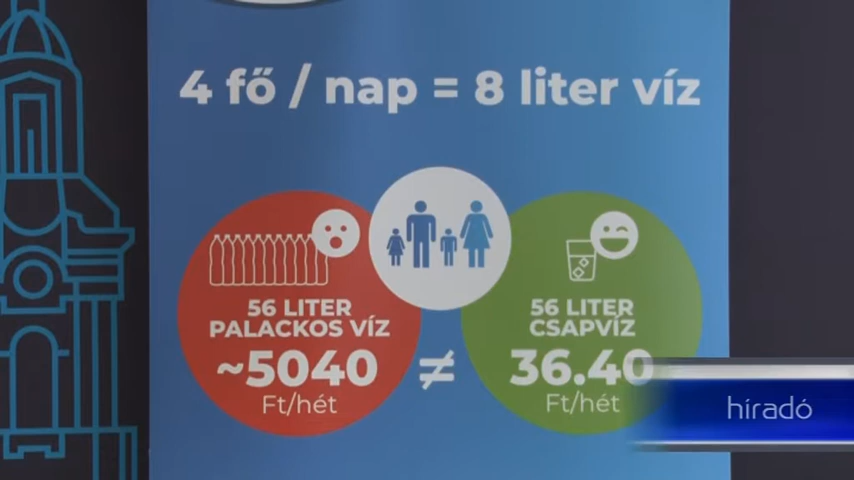 4 fő / nap = 8 liter víz
56 LITER
PALACKOS VÍZ
~5040
Ft/hét
≠
56 LITER
CSAPVÍZ
36.40
Ft/hét
híradó